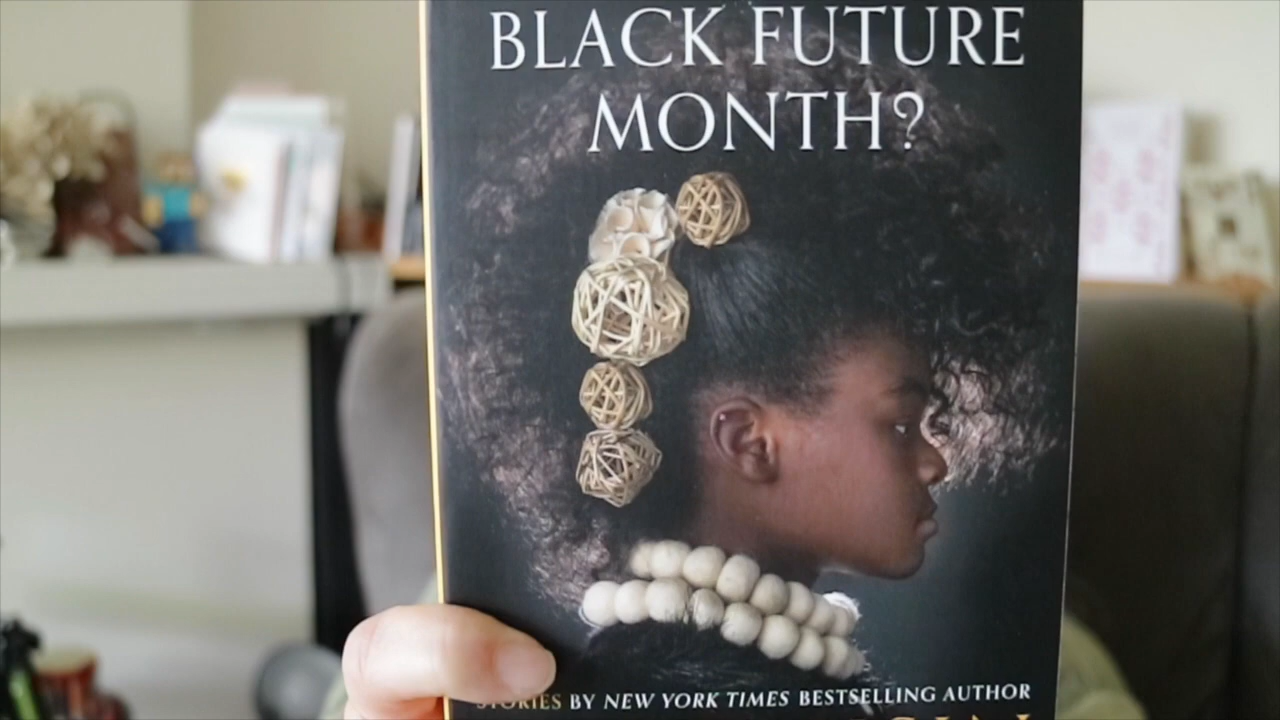 BLACK FUTURE
MONTH?
STORIES BY NEW YORK TIMES BESTSELLING AUTHOR